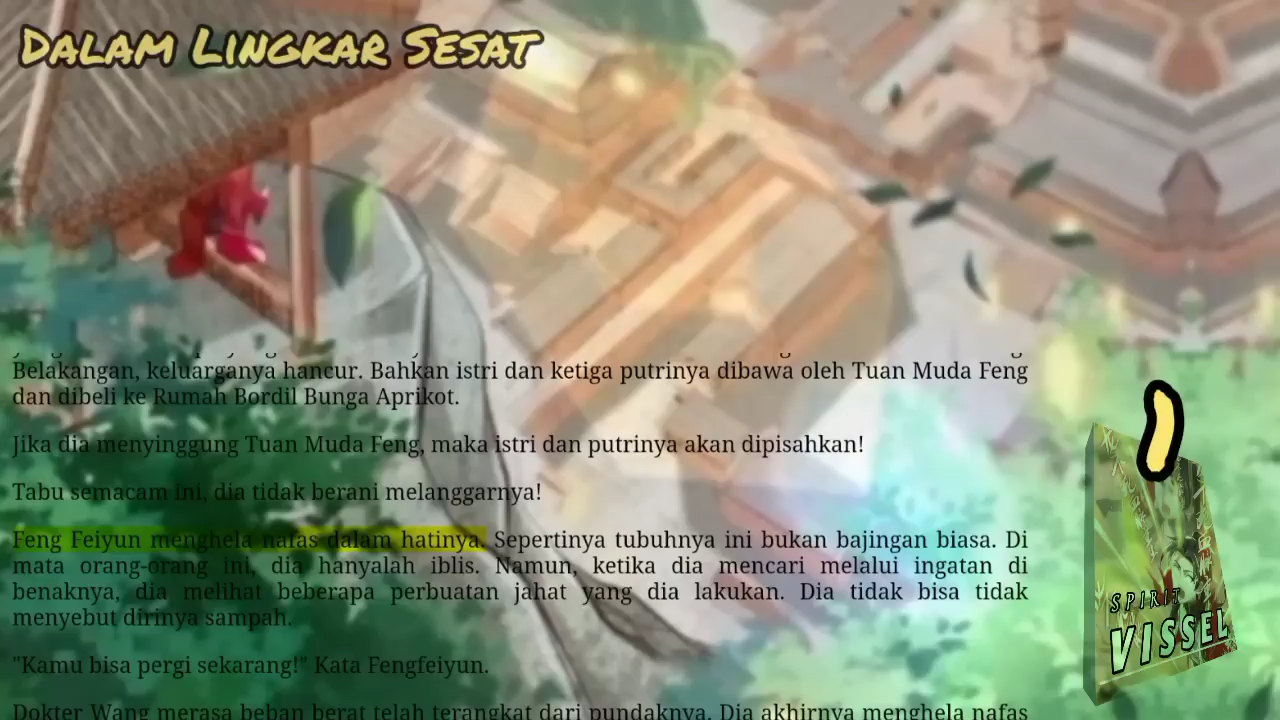 DALAM LINGKAR SESAT
Belakangan, keluarganya hancur. Bahkan istri dan ketiga putrinya dibawa oleh Tuan Muda Feng
dan dibeli ke Rumah Bordil Bunga Aprikot.
Jika dia menyinggung Tuan Muda Feng, maka istri dan putrinya akan dipisahkan!
Tabu semacam ini, dia tidak berani melanggarnya!
Feng Feiyun menghela nafas dalam hatinya. Sepertinya tubuhnya ini bukan bajingan biasa. Di
mata orang-orang ini, dia hanyalah iblis. Namun, ketika dia mencari melalui ingatan di
benaknya, dia melihat beberapa perbuatan jahat yang dia lakukan. Dia tidak bisa tidak
menyebut dirinya sampah.
"Kamu bisa pergi sekarang!" Kata Fengfeiyun.
Dokter Wang merasa beban berat telah terangkat dari pundaknya. Dia akhirnya menghela nafas
SPIRIT
VISSEL